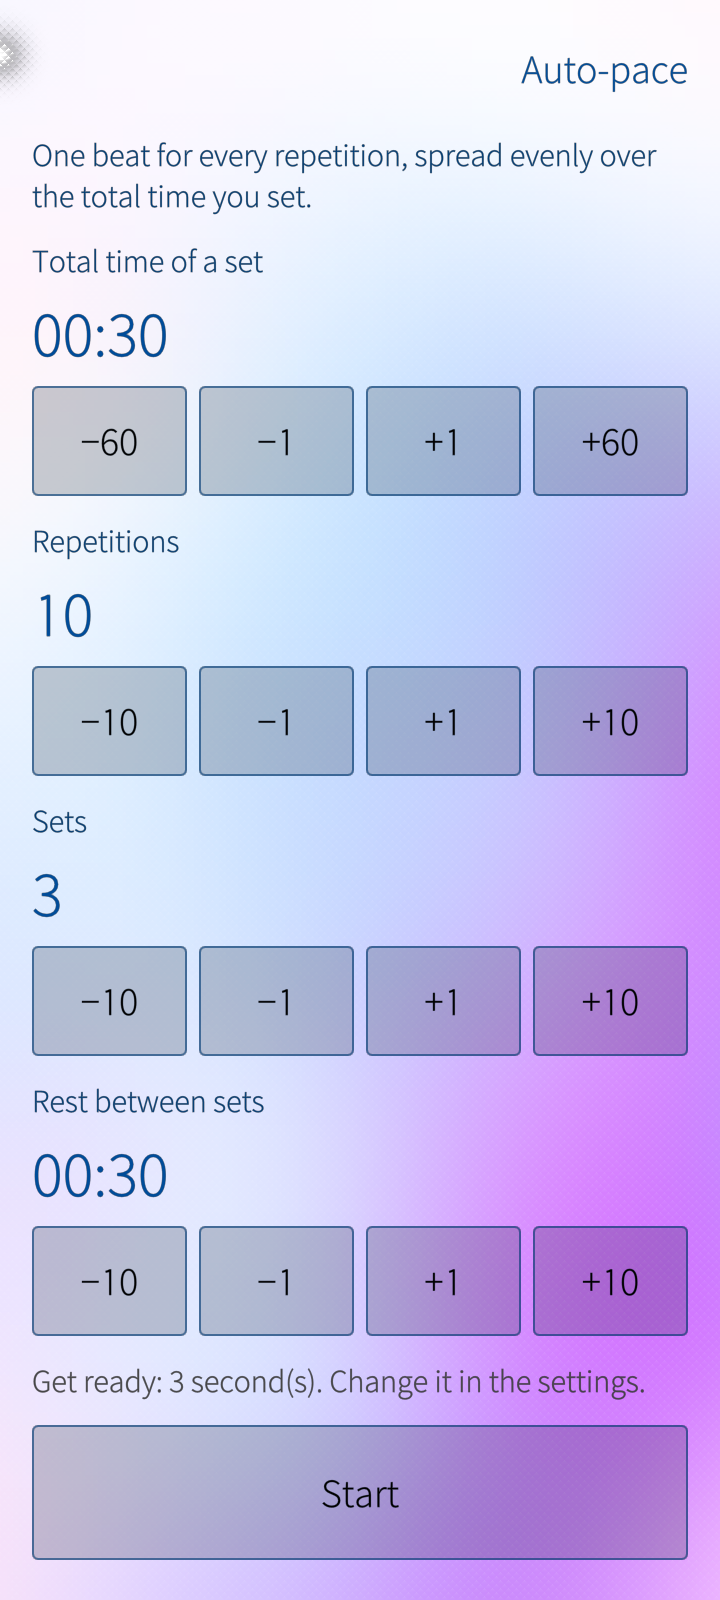 Auto-pace
One beat for every repetition, spread evenly over
the total time you set.
Total time of a set
00:30
−60
−1
+1
+60
Repetitions
10
−10
−1
+1
+10
Sets
3
−10
−1
+1
+10
Rest between sets
00:30
−10
−1
+1
+10
Get ready: 3 second(s). Change it in the settings.
Start